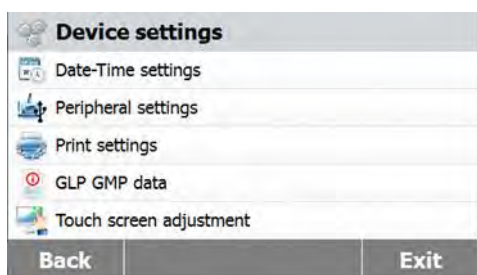 Device settings
Date-Time settings
Peripheral settings
Print settings
GLP GMP data
Touch screen adjustment
Back Exit